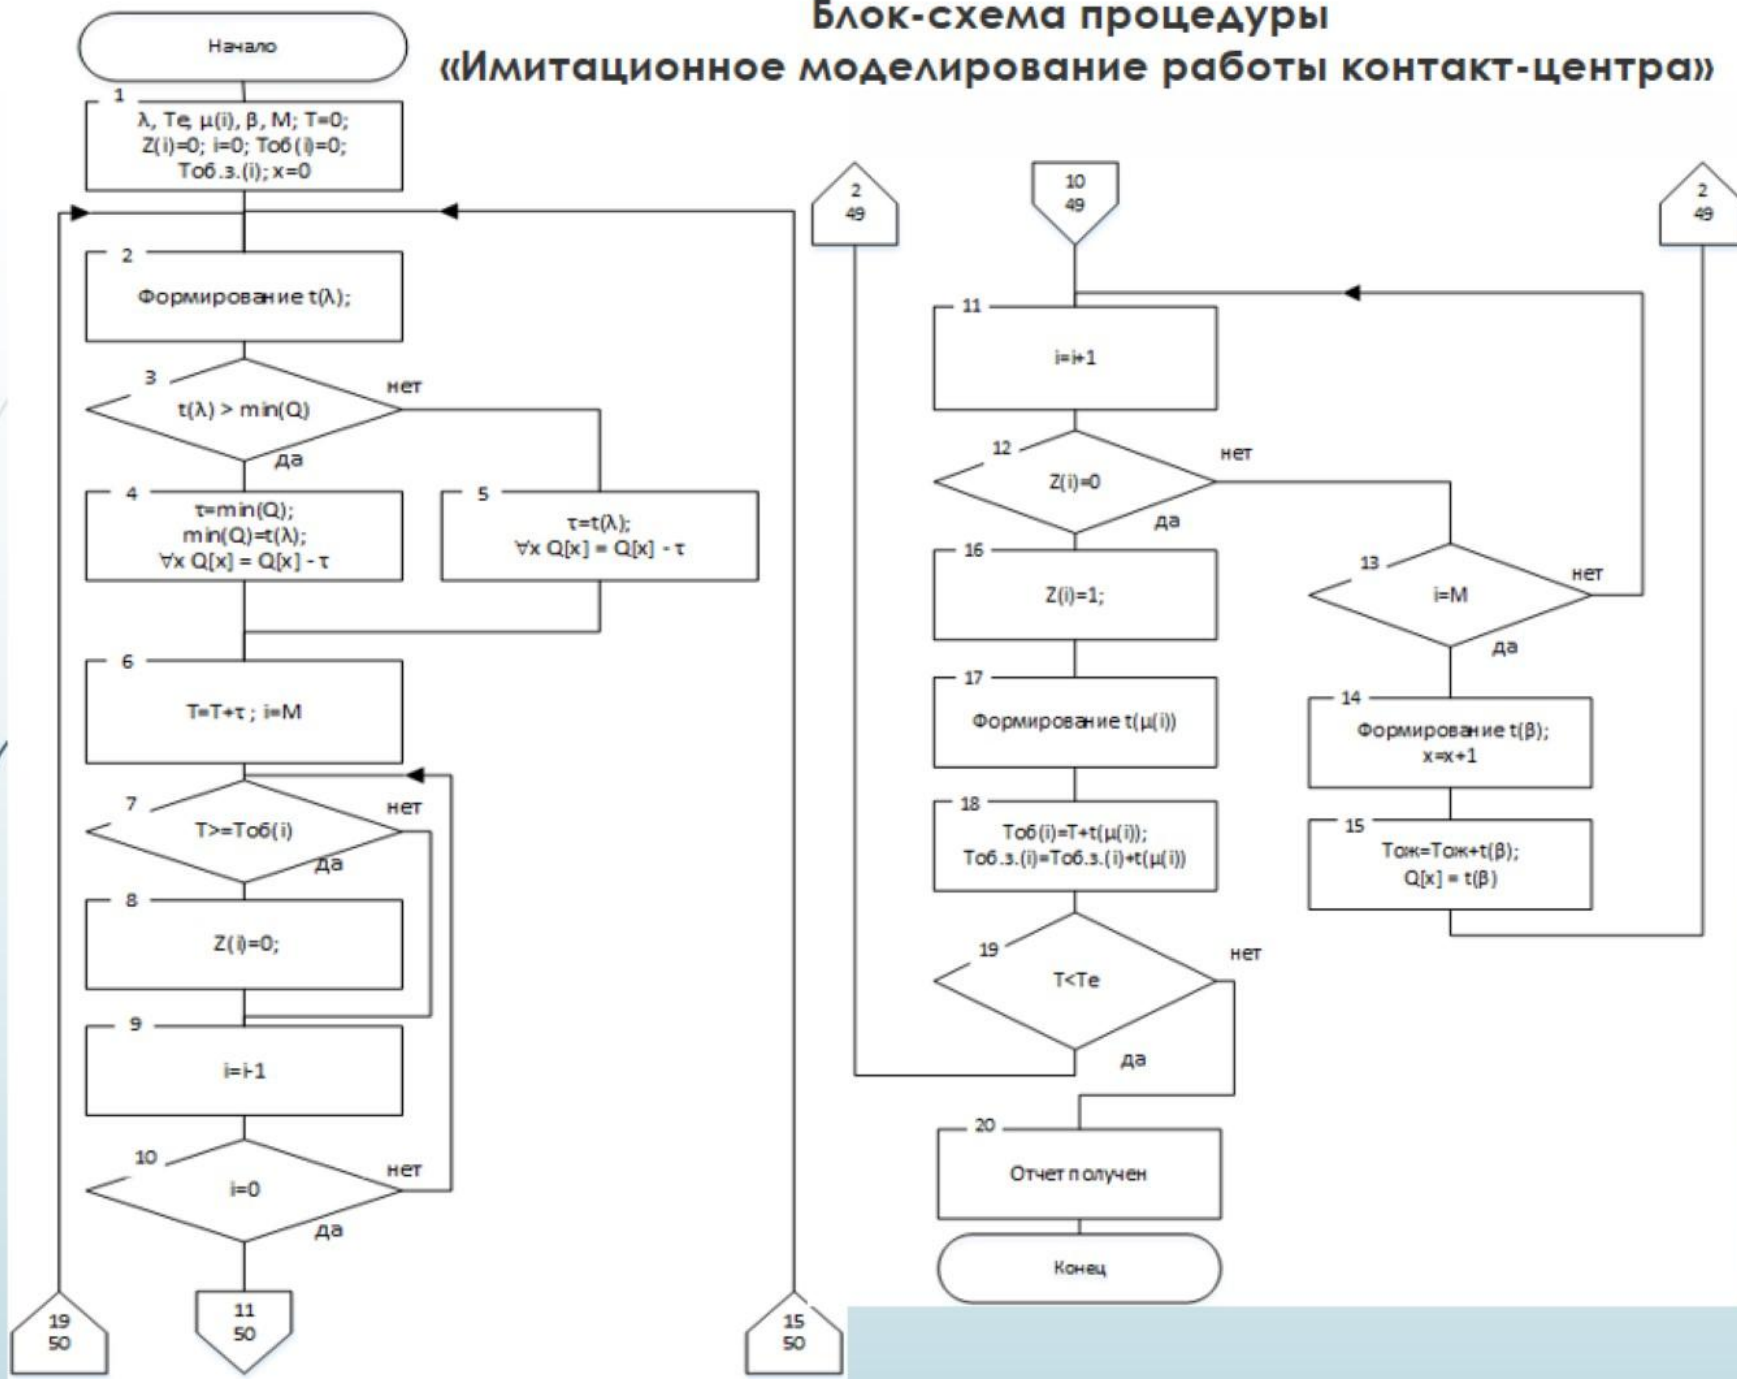 Блок-схема процедуры
«Имитационное моделирование работы контакт-центра»
Начало
1
λ, Te, μ(i), β, M; T=0;
Z(i)=0; i=0; Tоб(i)=0;
Tоб.з.(i); x=0
2
Формирование t(λ);
3
t(λ) > min(Q)
нет
да
4
τ=min(Q);
min(Q)=t(λ);
∀x Q[x] = Q[x] - τ
5
τ=t(λ);
∀x Q[x] = Q[x] - τ
6
T=T+τ ; i=M
7
T>=Tоб(i)
нет
да
8
Z(i)=0;
9
i=i-1
10
i=0
нет
да
19
50
11
50
15
50
2
49
10
49
2
49
11
i=i+1
12
Z(i)=0
нет
да
13
i=M
нет
да
14
Формирование t(β);
x=x+1
15
Tож=Tож+t(β);
Q[x] = t(β)
16
Z(i)=1;
17
Формирование t(μ(i))
18
Tоб(i)=T+t(μ(i));
Tоб.з.(i)=Tоб.з.(i)+t(μ(i))
19
T<Te
нет
да
20
Отчет получен
Конец